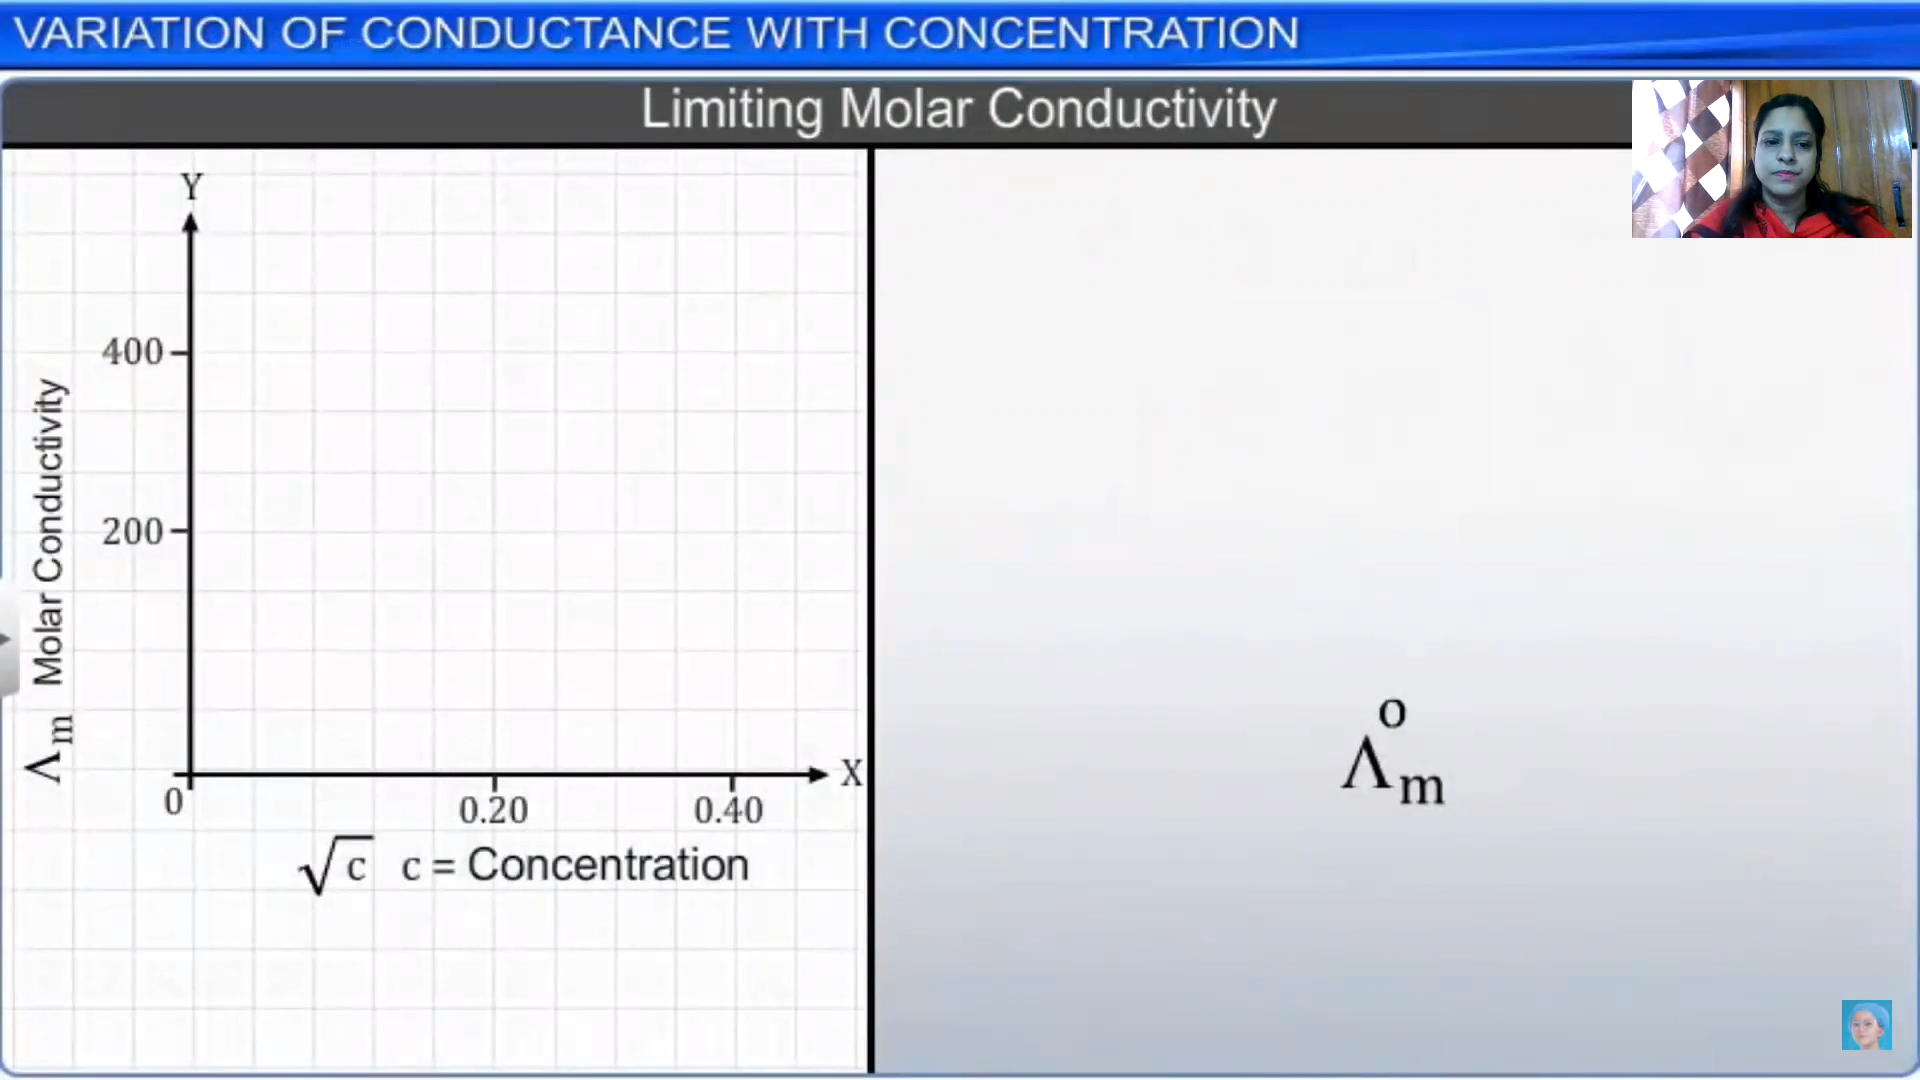 VARIATION OF CONDUCTANCE WITH CONCENTRATION
Limiting Molar Conductivity
Y
400
200
Λm Molar Conductivity
0
0.20
0.40
X
√c c = Concentration
Λ°m